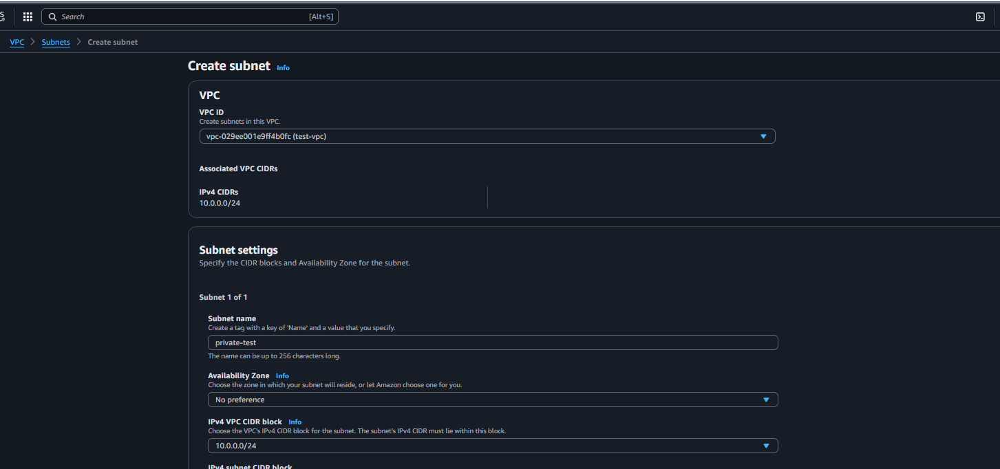 Search [Alt+S]
VPC > Subnets > Create subnet
Create subnet Info
VPC
VPC ID
Create subnets in this VPC.
vpc-029ee001e9ff4b0fc (test-vpc)
Associated VPC CIDRs
IPv4 CIDRs
10.0.0.0/24
Subnet settings
Specify the CIDR blocks and Availability Zone for the subnet.
Subnet 1 of 1
Subnet name
Create a tag with a key of 'Name' and a value that you specify.
private-test
The name can be up to 256 characters long.
Availability Zone Info
Choose the zone in which your subnet will reside, or let Amazon choose one for you.
No preference
IPv4 VPC CIDR block Info
Choose the VPC's IPv4 CIDR block for the subnet. The subnet's IPv4 CIDR must lie within this block.
10.0.0.0/24
IPv4 subnet CIDR block